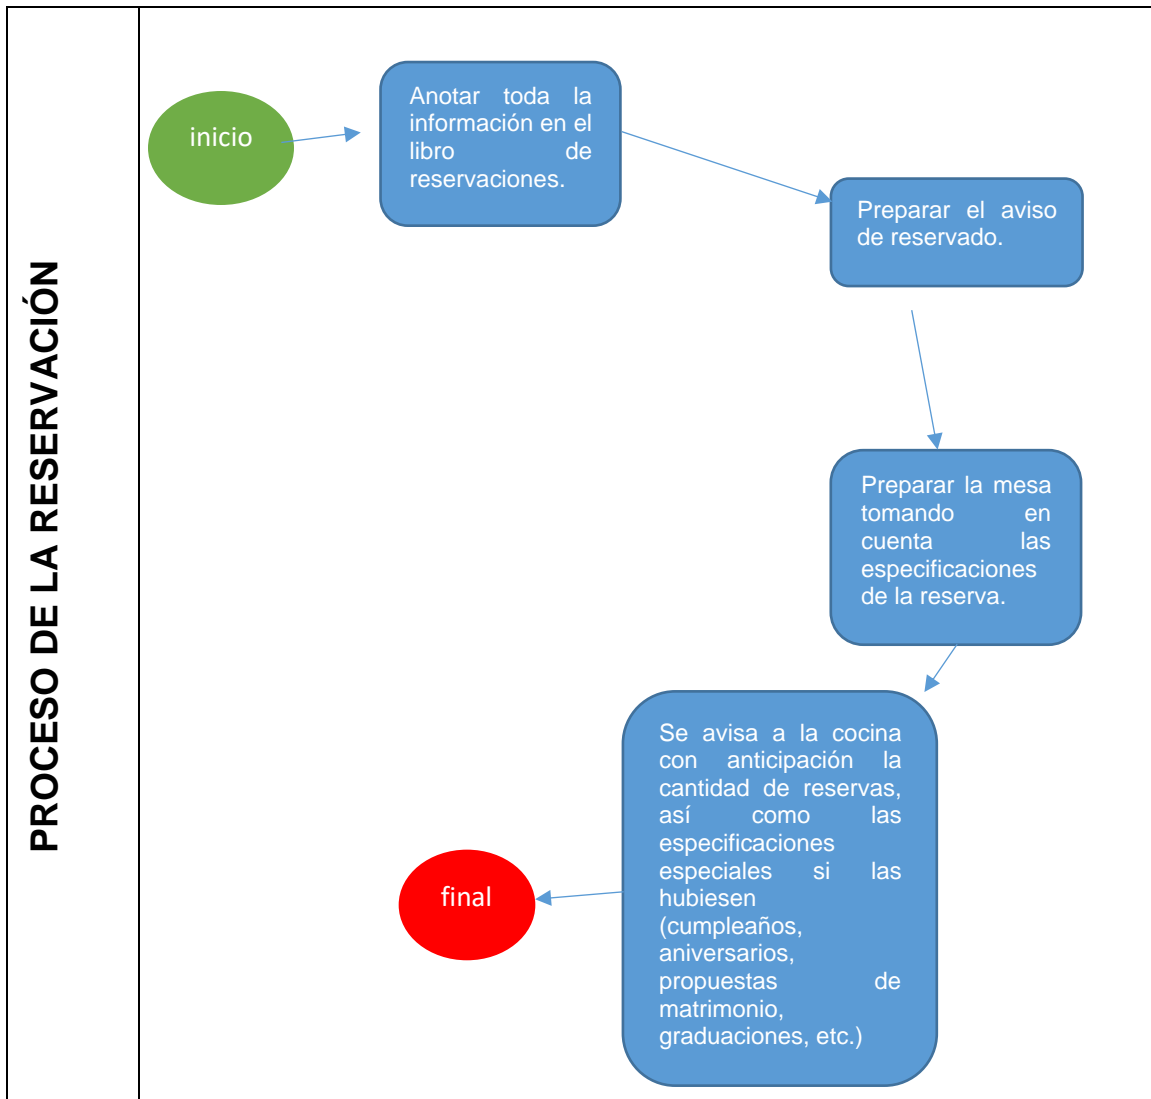 PROCESO DE LA RESERVACIÓN
inicio
Anotar toda la
información en el
libro de
reservaciones.
Preparar el aviso
de reservado.
Preparar la mesa
tomando en
cuenta las
especificaciones
de la reserva.
Se avisa a la cocina
con anticipación la
cantidad de reservas,
así como las
especificaciones
especiales si las
hubiesen
(cumpleaños,
aniversarios,
propuestas de
matrimonio,
graduaciones, etc.)
final